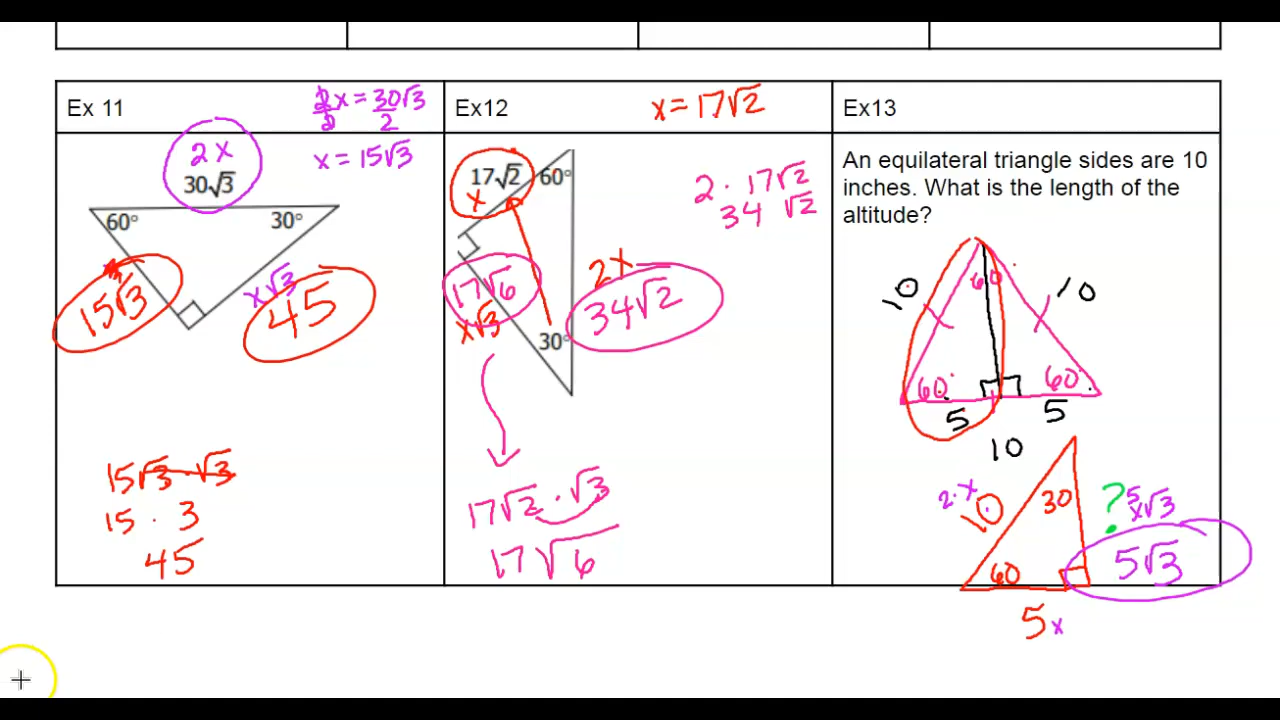 Ex 11
2x = 30√3
2 2
x = 15√3
2x
30√3
60°
30°
15√3
x√3
45
15√3 · √3
15 · 3
45
Ex12
x = 17√2
17√2
60°
x
2 · 17√2
34 √2
17√6
x√3
2x
34√2
30°
17√2 · √3
17√6
Ex13
An equilateral triangle sides are 10
inches. What is the length of the
altitude?
60
10
10
60
60
5
5
10
2·x
10
30
?
5
x√3
60
5√3
5x